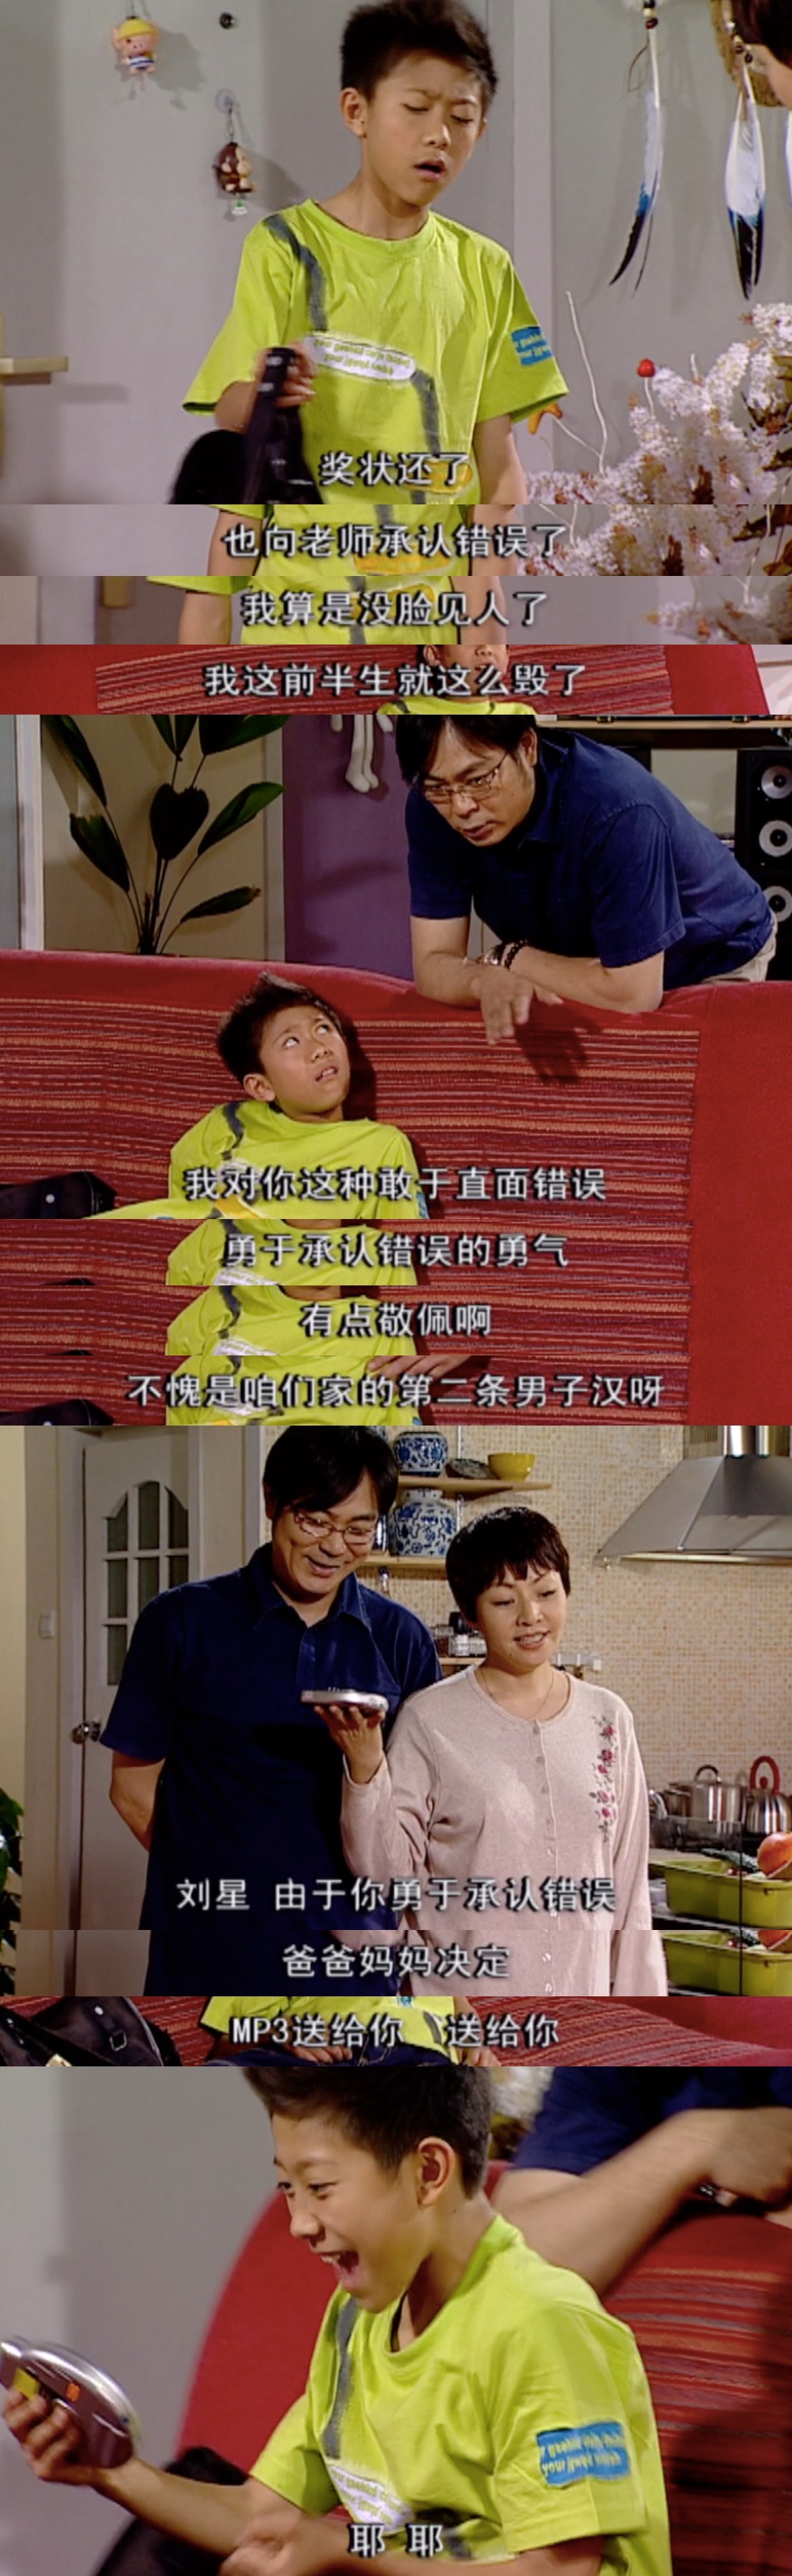 奖状还了
也向老师承认错误了
我算是没脸见人了
我这前半生就这么毁了
我对你这种敢于直面错误
勇于承认错误的勇气
有点敬佩啊
不愧是咱们家的第二条男子汉呀
刘星 由于你勇于承认错误
爸爸妈妈决定
MP3送给你 送给你
耶 耶